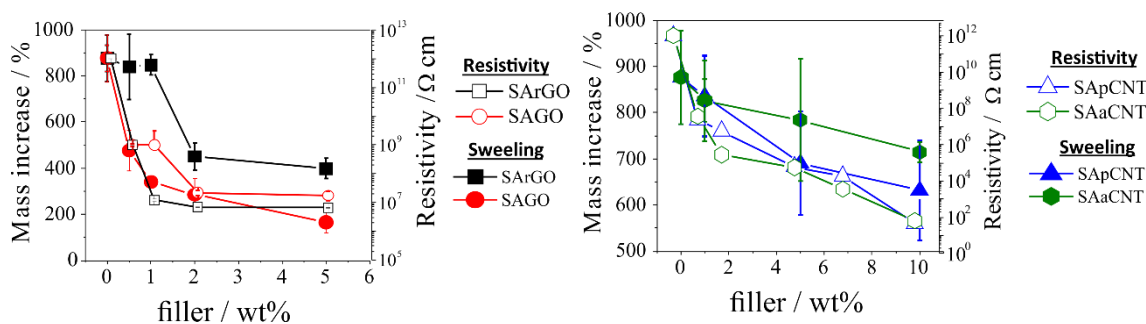 Mass increase / %
1000
800
600
400
200
0
0 1 2 3 4 5 6
filler / wt%
10^13
10^11
10^9
10^7
10^5
Resistivity /Ω cm
Resistivity
SArGO
SAGO
Sweeling
SArGO
SAGO
Mass increase / %
1000
900
800
700
600
500
0 2 4 6 8 10
filler / wt%
10^12
10^10
10^8
10^6
10^4
10^2
10^0
Resistivity / Ω cm
Resistivity
SApCNT
SAaCNT
Sweeling
SApCNT
SAaCNT